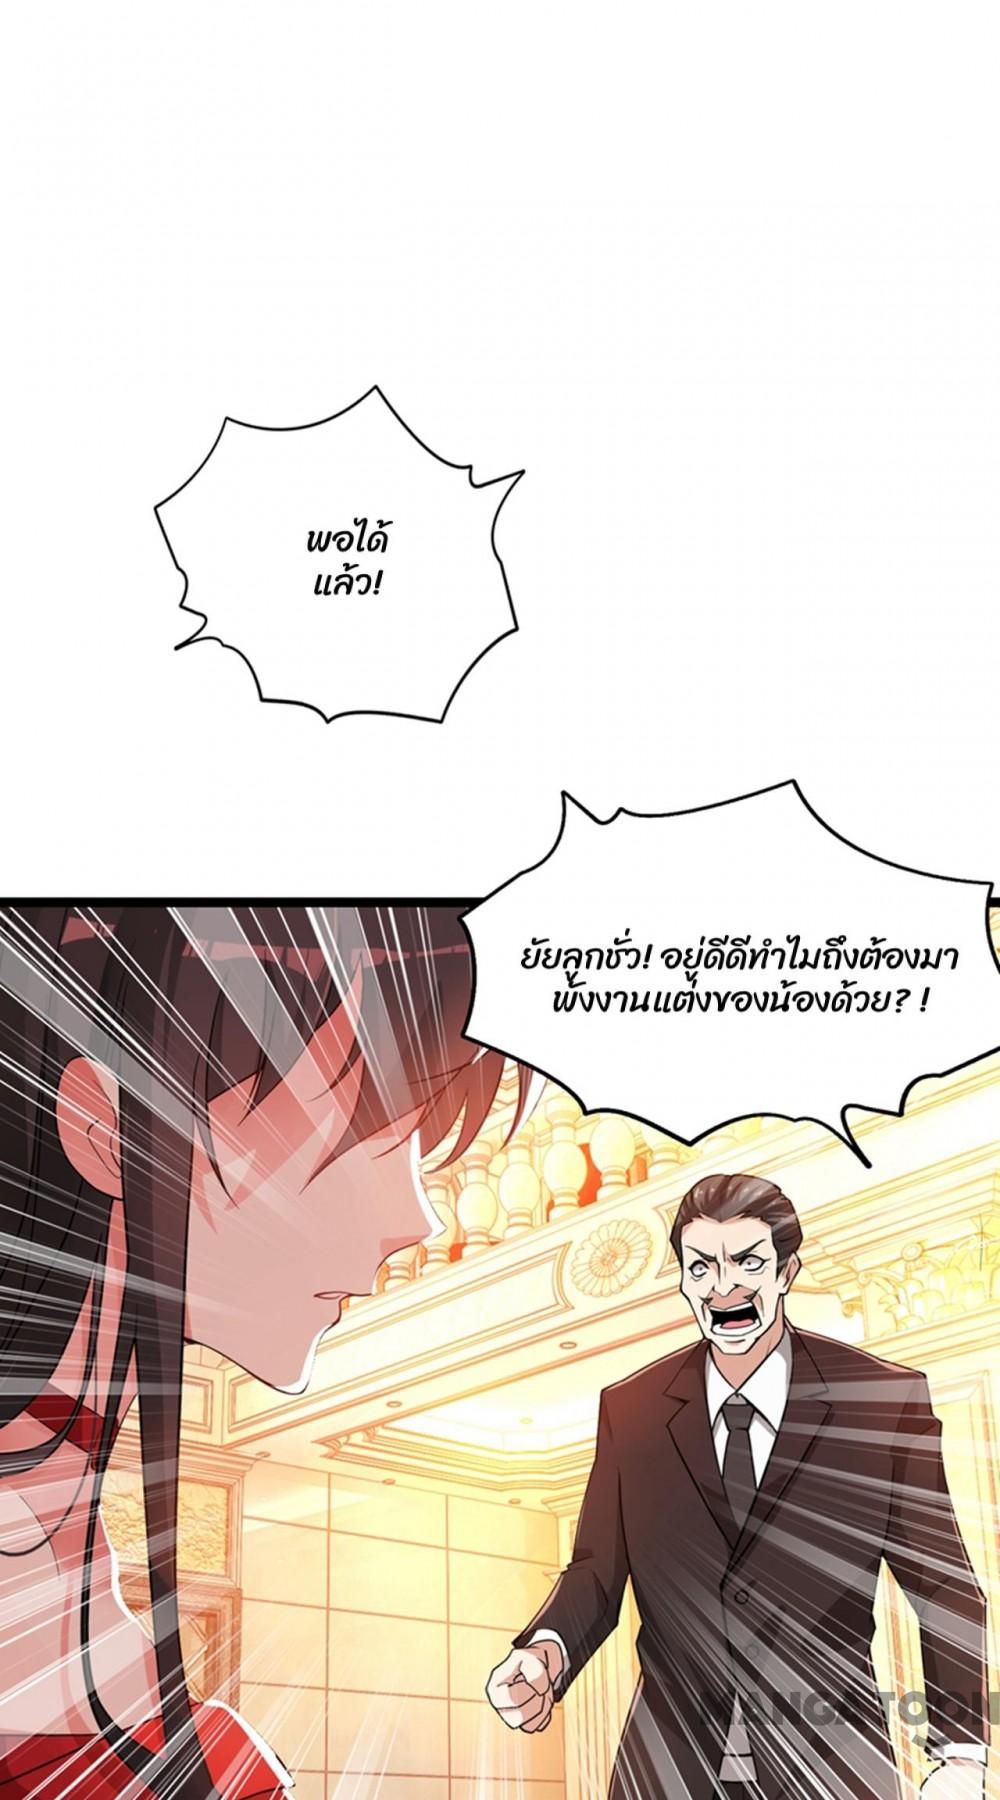 พอได้
แล้ว!
ยัยลูกชั่ว! อยู่ดีดีทำไมถึงต้องมา
พังงานแต่งของน้องด้วย?!
MANGATOON